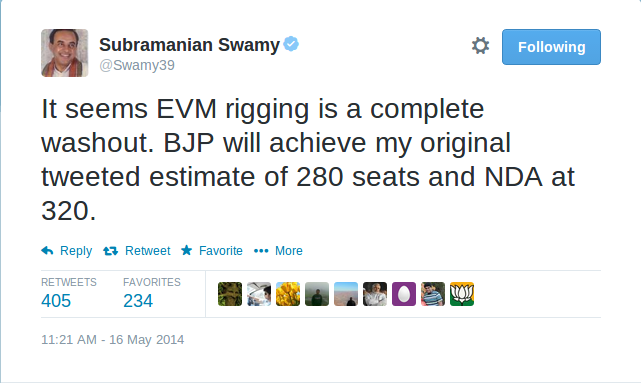 Subramanian Swamy
Following
@Swamy39
It seems EVM rigging is a complete
washout. BJP will achieve my original
tweeted estimate of 280 seats and NDA at
320.
Reply Retweet Favorite More
RETWEETS FAVORITES
405 234
11:21 AM - 16 May 2014